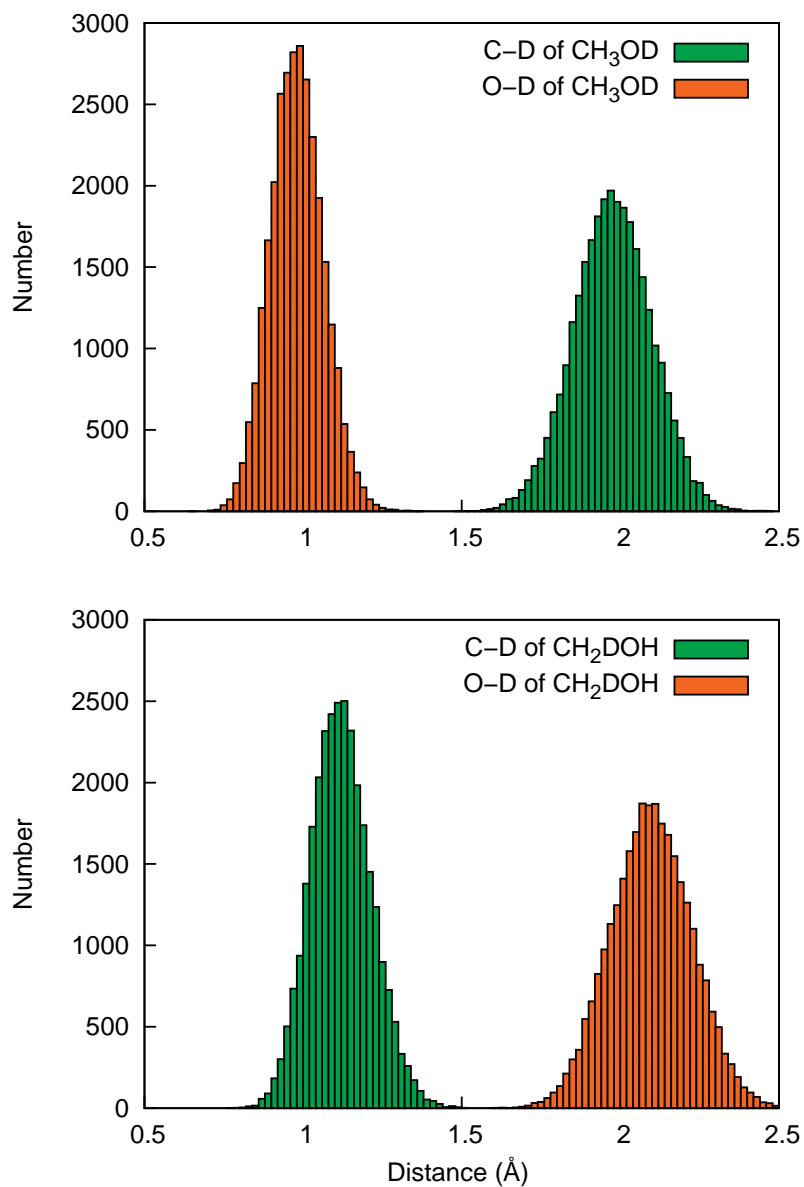 3000
2500
2000
1500
1000
500
0
Number
C–D of CH₃OD
O–D of CH₃OD
0.5 1 1.5 2 2.5
3000
2500
2000
1500
1000
500
0
Number
C–D of CH₂DOH
O–D of CH₂DOH
0.5 1 1.5 2 2.5
Distance (Å)